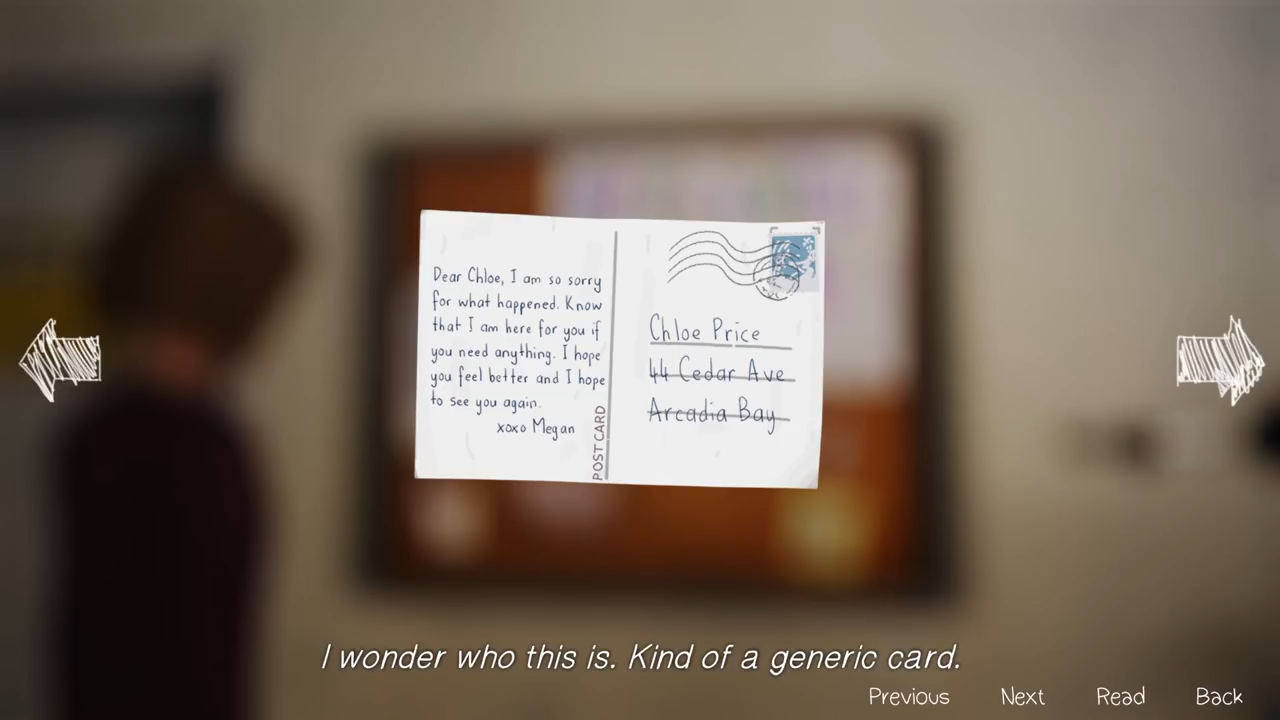 Dear Chloe, I am so sorry
for what happened. Know
that I am here for you if
you need anything. I hope
you feel better and I hope
to see you again.
xoxo Megan
POST CARD
Chloe Price
44 Cedar Ave
Arcadia Bay
I wonder who this is. Kind of a generic card.
Previous Next Read Back